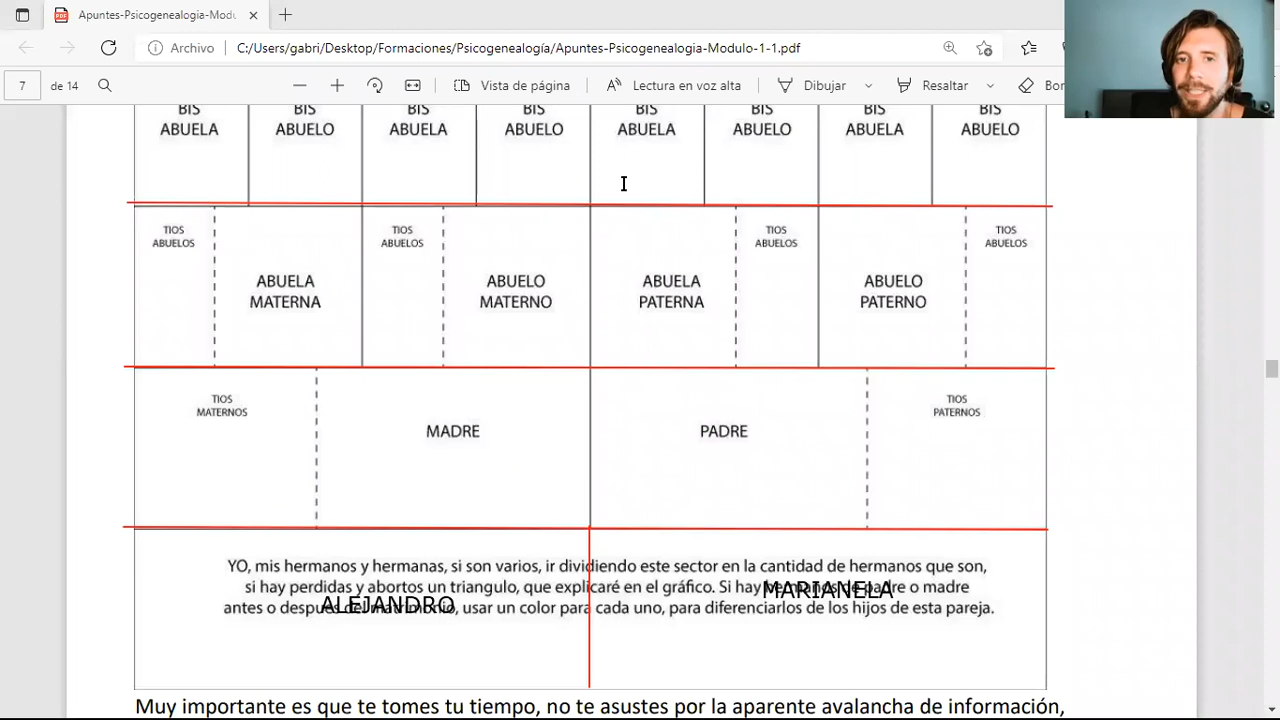 Apuntes-Psicogenealogia-Modu
Archivo
C:/Users/gabri/Desktop/Formaciones/Psicogenealogía/Apuntes-Psicogenealogia-Modulo-1-1.pdf
7 de 14
Vista de página
Lectura en voz alta
Dibujar
Resaltar
Bor
BIS BIS BIS BIS BIS BIS BIS BIS
ABUELA ABUELO ABUELA ABUELO ABUELA ABUELO ABUELA ABUELO
TIOS TIOS TIOS TIOS
ABUELOS ABUELOS ABUELOS ABUELOS
ABUELA ABUELO ABUELA ABUELO
MATERNA MATERNO PATERNA PATERNO
TIOS TIOS
MATERNOS PATERNOS
MADRE PADRE
YO, mis hermanos y hermanas, si son varios, ir dividiendo este sector en la cantidad de hermanos que son,
si hay perdidas y abortos un triangulo, que explicaré en el gráfico. Si hay de padre o madre
MARIANELA
antes o después del, usar un color para cada uno, para diferenciarlos de los hijos de esta pareja.
ALEJANDRO
Muy importante es que te tomes tu tiempo, no te asustes por la aparente avalancha de información,